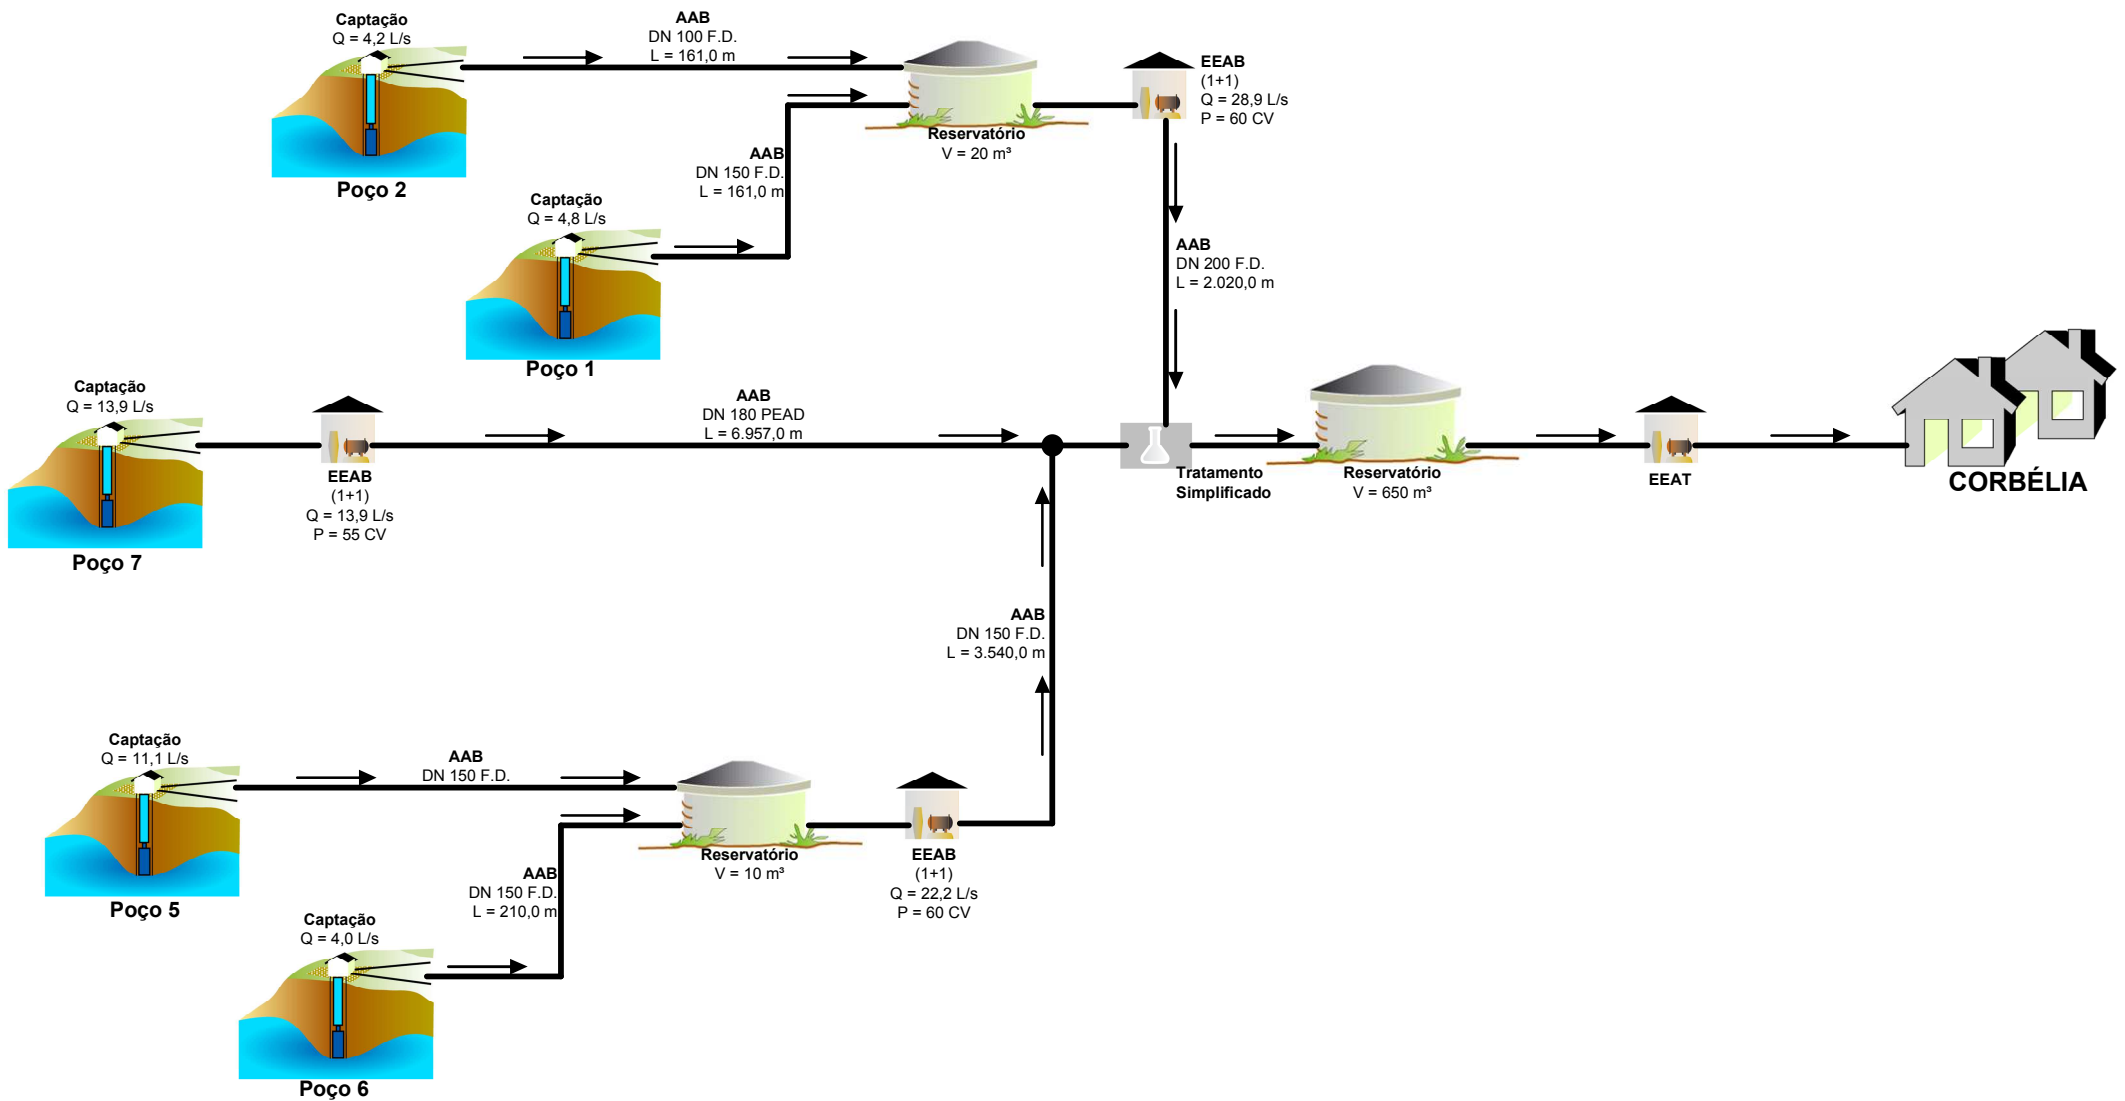 Captação
Q = 4,2 L/s
Poço 2
AAB
DN 100 F.D.
L = 161,0 m
AAB
DN 150 F.D.
L = 161,0 m
Captação
Q = 4,8 L/s
Poço 1
Reservatório
V = 20 m³
EEAB
(1+1)
Q = 28,9 L/s
P = 60 CV
AAB
DN 200 F.D.
L = 2.020,0 m
Captação
Q = 13,9 L/s
Poço 7
EEAB
(1+1)
Q = 13,9 L/s
P = 55 CV
AAB
DN 180 PEAD
L = 6.957,0 m
Tratamento
Simplificado
Reservatório
V = 650 m³
EEAT
CORBÉLIA
AAB
DN 150 F.D.
L = 3.540,0 m
Captação
Q = 11,1 L/s
Poço 5
AAB
DN 150 F.D.
AAB
DN 150 F.D.
L = 210,0 m
Captação
Q = 4,0 L/s
Poço 6
Reservatório
V = 10 m³
EEAB
(1+1)
Q = 22,2 L/s
P = 60 CV